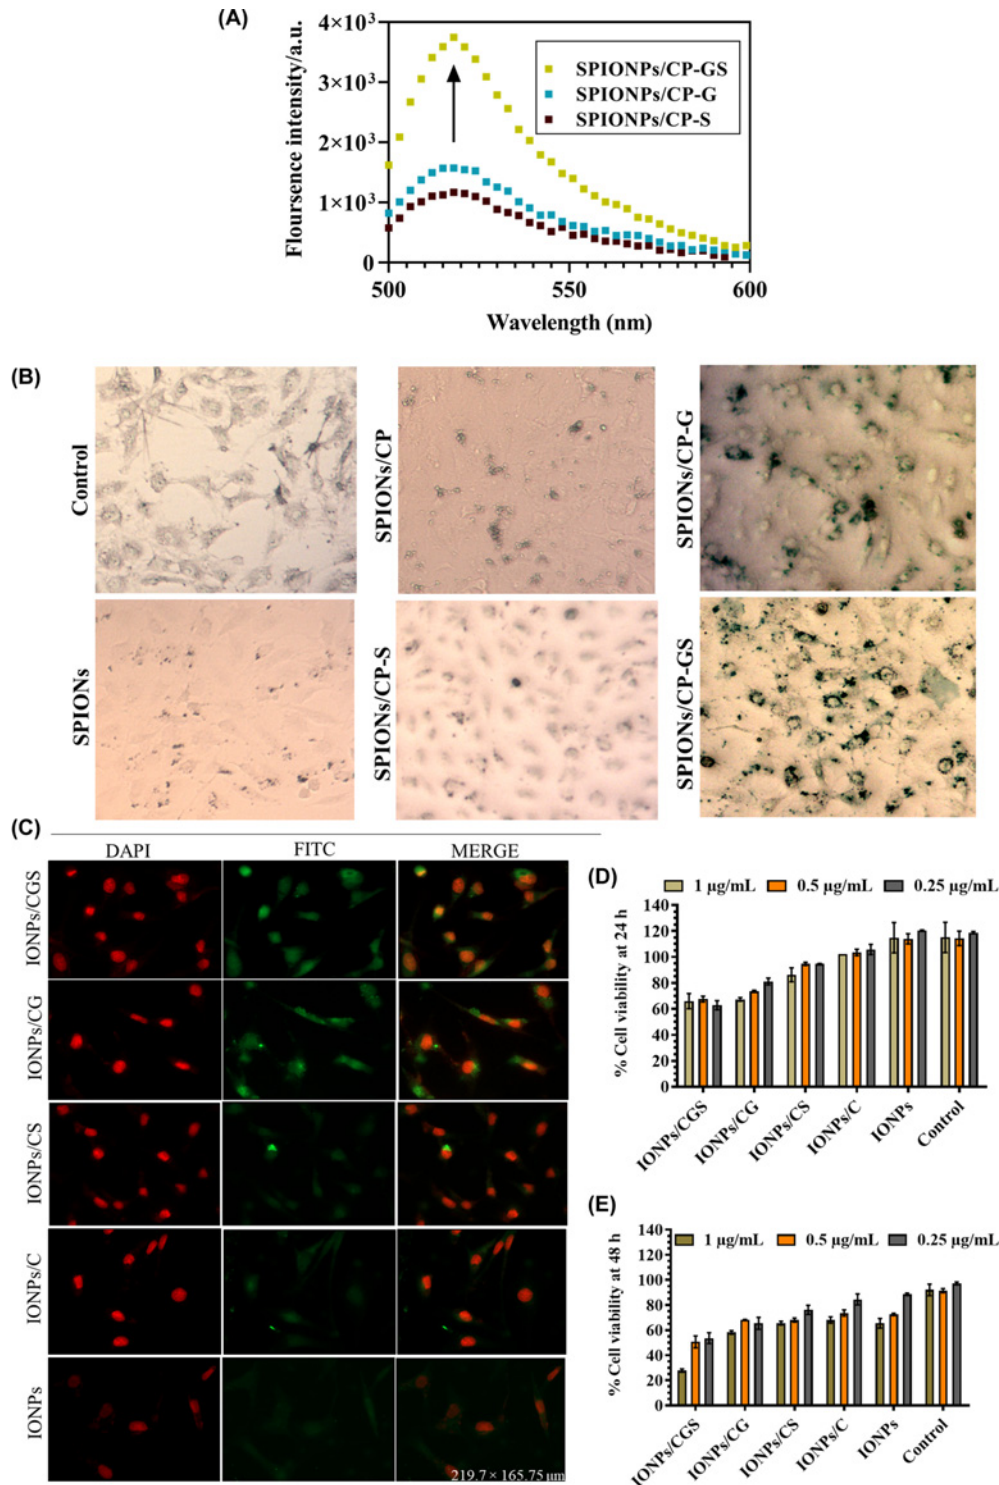 (A)
4×10³
3×10³
2×10³
1×10³
0
Floursence intensity/a.u.
SPIONPs/CP-GS
SPIONPs/CP-G
SPIONPs/CP-S
500
550
600
Wavelength (nm)
(B)
Control
SPIONs/CP
SPIONs/CP-G
SPIONs
SPIONs/CP-S
SPIONs/CP-GS
(C)
DAPI FITC MERGE
IONPs/CGS
IONPs/CG
IONPs/CS
IONPs/C
IONPs
219.7 × 165.75 µm
(D)
1 µg/mL 0.5 µg/mL 0.25 µg/mL
% Cell viability at 24 h
140
120
100
80
60
40
20
0
IONPs/CGS
IONPs/CG
IONPs/CS
IONPs/C
IONPs
Control
(E)
1 µg/mL 0.5 µg/mL 0.25 µg/mL
% Cell viability at 48 h
140
120
100
80
60
40
20
0
IONPs/CGS
IONPs/CG
IONPs/CS
IONPs/C
IONPs
Control